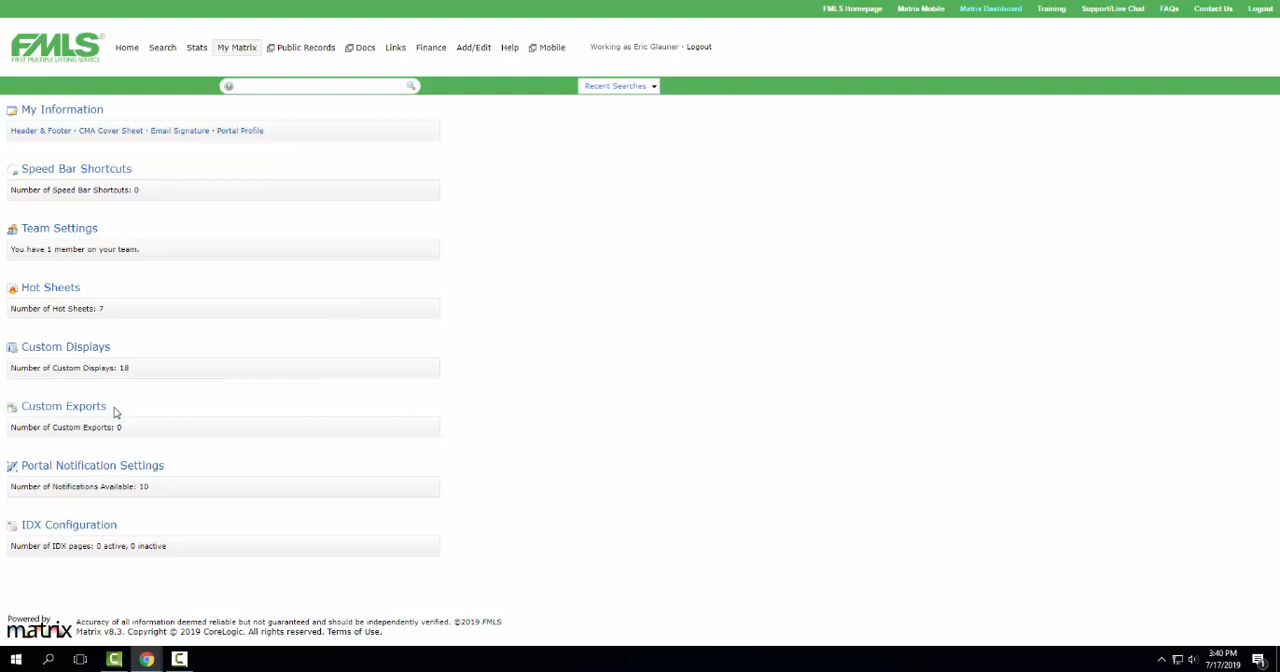 FMLS Homepage Matrix Mobile Matrix Dashboard Training Support/Live Chat FAQs Contact Us Logout
FMLS
FIRST MULTIPLE LISTING SERVICE
Home Search Stats My Matrix Public Records Docs Links Finance Add/Edit Help Mobile Working as Eric Glauner · Logout
Recent Searches
My Information
Header & Footer · CMA Cover Sheet · Email Signature · Portal Profile
Speed Bar Shortcuts
Number of Speed Bar Shortcuts: 0
Team Settings
You have 1 member on your team.
Hot Sheets
Number of Hot Sheets: 7
Custom Displays
Number of Custom Displays: 18
Custom Exports
Number of Custom Exports: 0
Portal Notification Settings
Number of Notifications Available: 10
IDX Configuration
Number of IDX pages: 0 active, 0 inactive
Powered by
matrix
Accuracy of all information deemed reliable but not guaranteed and should be independently verified. ©2019 FMLS
Matrix v8.3. Copyright © 2019 CoreLogic. All rights reserved. Terms of Use.
3:40 PM
7/17/2019